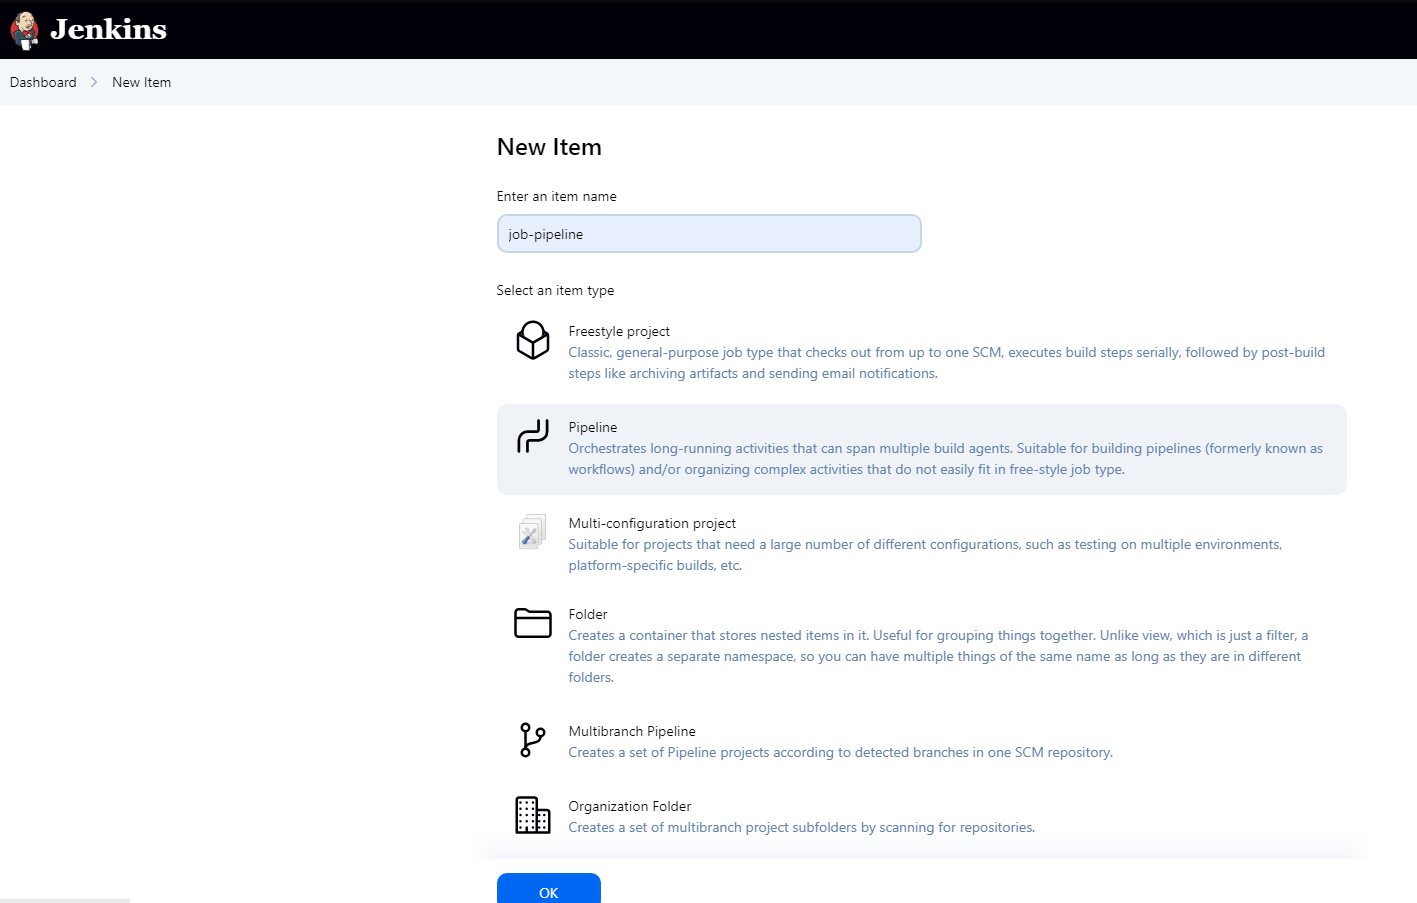 Jenkins
Dashboard
New Item
New Item
Enter an item name
job-pipeline
Select an item type
Freestyle project
Classic, general-purpose job type that checks out from up to one SCM, executes build steps serially, followed by post-build
steps like archiving artifacts and sending email notifications.
Pipeline
Orchestrates long-running activities that can span multiple build agents. Suitable for building pipelines (formerly known as
workflows) and/or organizing complex activities that do not easily fit in free-style job type.
Multi-configuration project
Suitable for projects that need a large number of different configurations, such as testing on multiple environments,
platform-specific builds, etc.
Folder
Creates a container that stores nested items in it. Useful for grouping things together. Unlike view, which is just a filter, a
folder creates a separate namespace, so you can have multiple things of the same name as long as they are in different
folders.
Multibranch Pipeline
Creates a set of Pipeline projects according to detected branches in one SCM repository.
Organization Folder
Creates a set of multibranch project subfolders by scanning for repositories.
OK